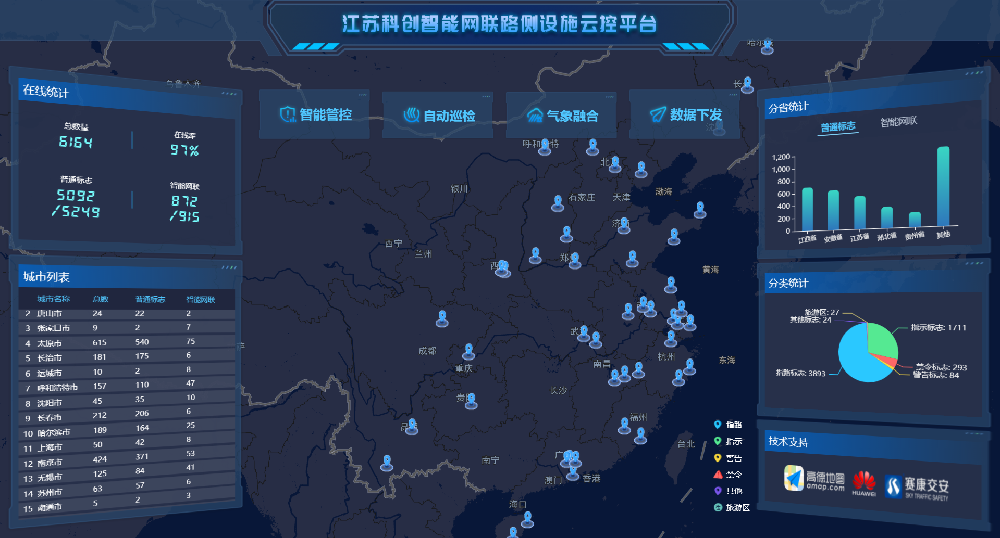 江苏科创智能网联路侧设施云控平台
在线统计
总数量
6164
在线率
97%
普通标志
5092
/5249
智能网联
872
/915
城市列表
城市名称 总数 普通标志 智能网联
2 唐山市 24 22 2
3 张家口市 9 2 7
4 太原市 615 540 75
5 长治市 181 175 6
6 运城市 10 2 8
7 呼和浩特市 157 110 47
8 沈阳市 45 35 10
9 长春市 212 206 6
10 哈尔滨市 189 164 25
11 上海市 50 42 8
12 南京市 424 371 53
13 无锡市 125 84 41
14 苏州市 63 57 6
15 南通市 5 2 3
智能管控
自动巡检
气象融合
数据下发
乌鲁木齐
哈尔滨
长春
沈
呼和浩特
北京
银川
石家庄
天津
渤海
济南
西宁
兰州
西
郑州
黄海
成都
重庆
武
南昌
杭州
东海
长沙
贵阳
昆明
福州
台北
南宁
广
澳门
香港
海口
萨
指路
指示
警告
禁令
其他
旅游区
分省统计
普通标志
智能网联
1,200
1,000
800
600
400
200
0
江西省
安徽省
江苏省
湖北省
贵州省
其他
分类统计
旅游区: 27
其他标志: 24
指示标志: 1711
禁令标志: 293
警告标志: 84
指路标志: 3893
技术支持
高德地图
amap.com
HUAWEI
赛康交安
SKY TRAFFIC SAFETY